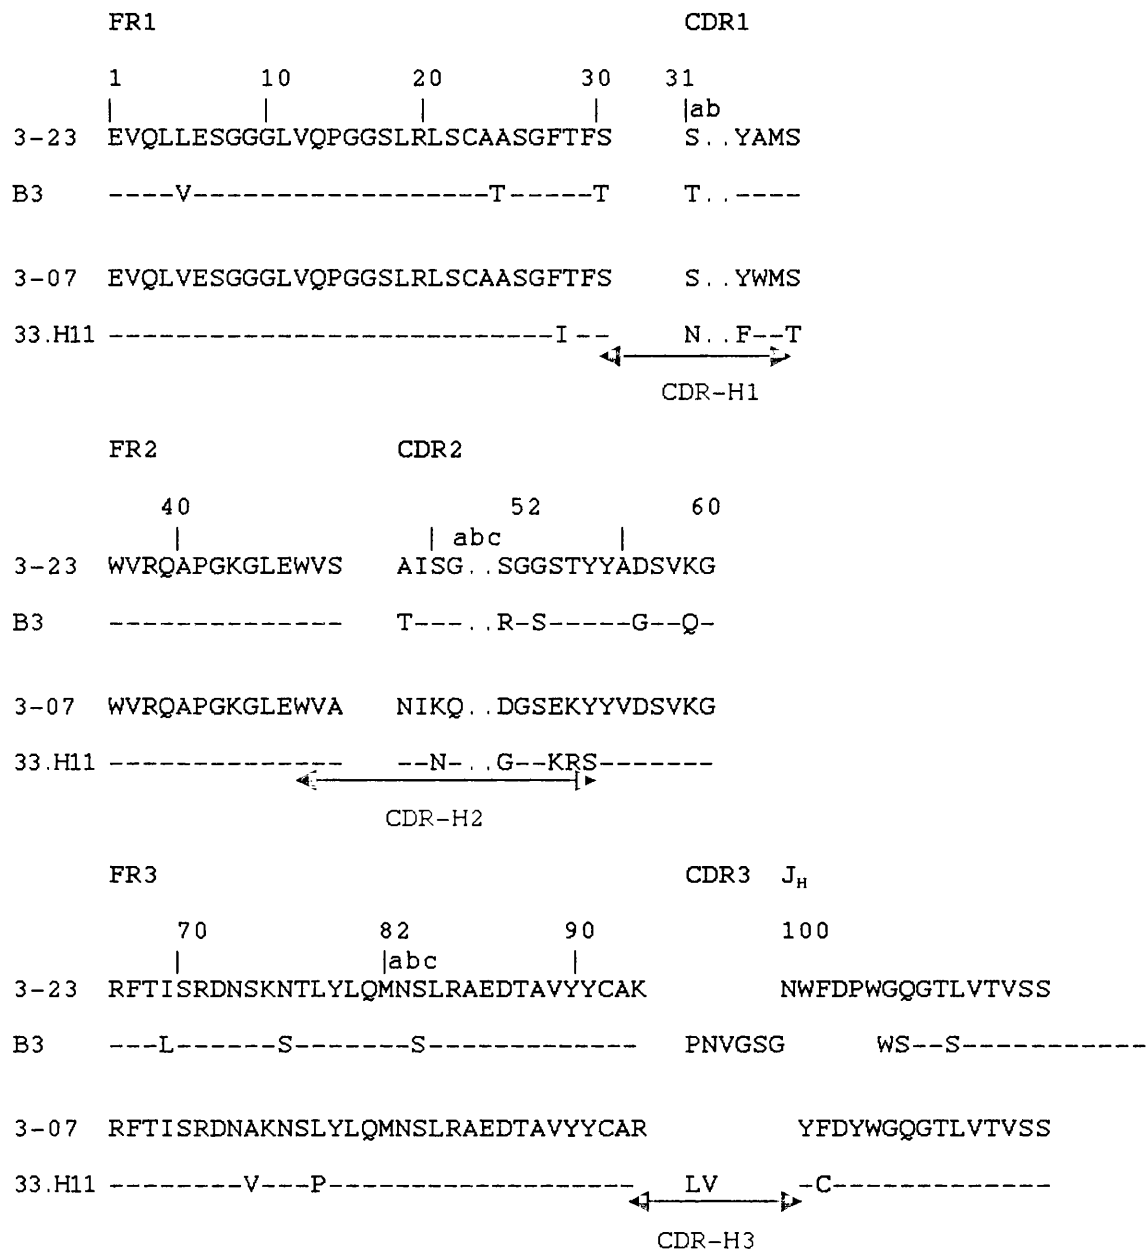 FR1 CDR1
1 10 20 30 31
| | | | |ab
3-23 EVQLLESGGGLVQPGGSLRLSCAASGFTFS S..YAMS
B3 ----V------------------T-----T T..----
3-07 EVQLVESGGGLVQPGGSLRLSCAASGFTFS S..YWMS
33.H11 --------------------------I-- N..F--T
CDR-H1
FR2 CDR2
40 52 60
| | abc |
3-23 WVRQAPGKGLEWVS AISG..SGGSTYYADSVKG
B3 -------------- T---..R-S-----G--Q-
3-07 WVRQAPGKGLEWVA NIKQ..DGSEKYYVDSVKG
33.H11 -------------- --N-..G--KRS-------
CDR-H2
FR3 CDR3 JH
70 82 90 100
| |abc |
3-23 RFTISRDNSKNTLYLQMNSLRAEDTAVYYCAK NWFDPWGQGTLVTVSS
B3 ---L------S-------S------------- PNVGSG WS--S-----------
3-07 RFTISRDNAKNSLYLQMNSLRAEDTAVYYCAR YFDYWGQGTLVTVSS
33.H11 --------V---P------------------- LV -C-------------
CDR-H3